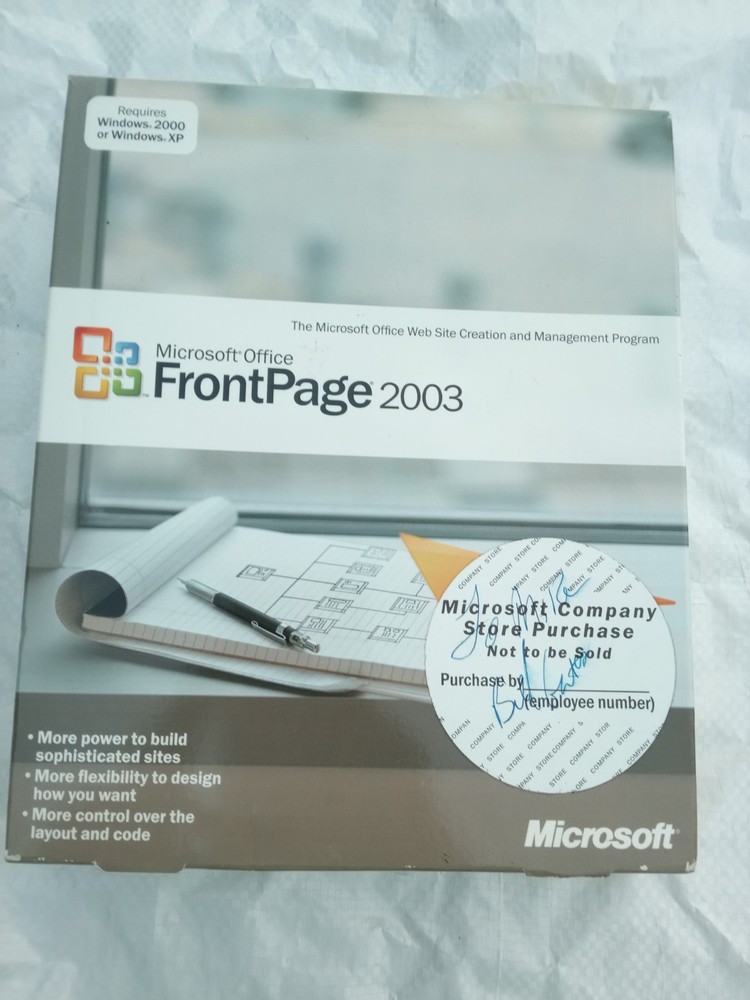 Requires
Windows® 2000
or Windows® XP
The Microsoft Office Web Site Creation and Management Program
Microsoft® Office
FrontPage® 2003
COMPANY STORE
Microsoft Company
Store Purchase
Not to be Sold
Purchase by
(employee number)
• More power to build
sophisticated sites
• More flexibility to design
how you want
• More control over the
layout and code
Microsoft®